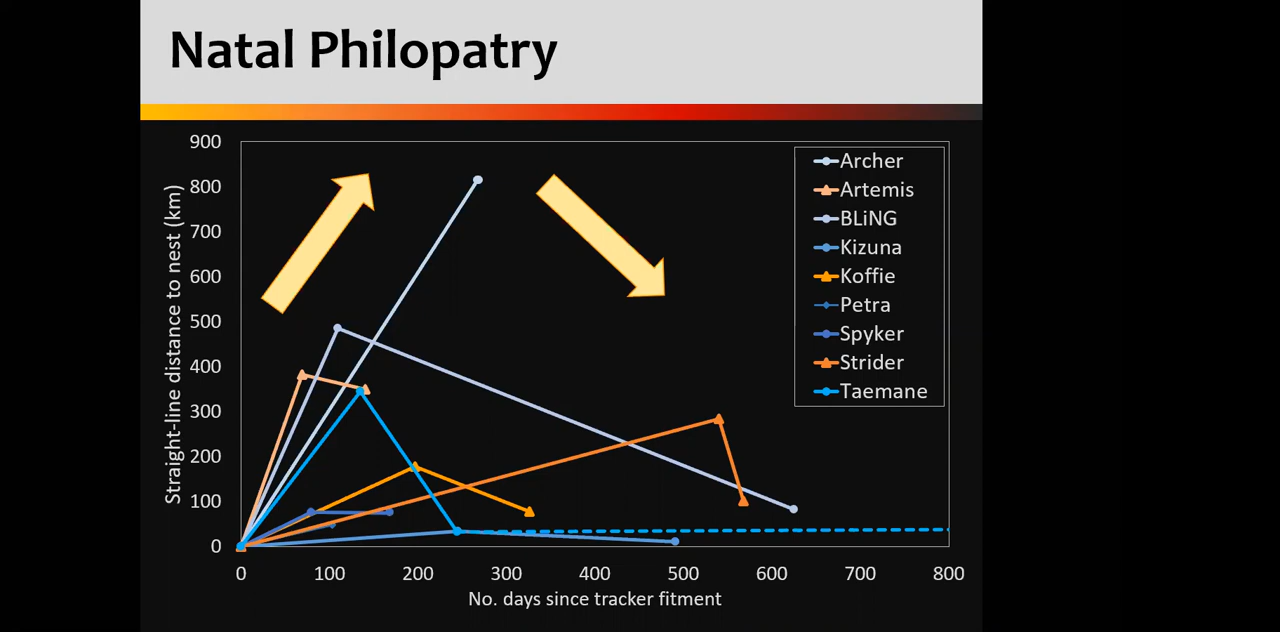 Natal Philopatry
Straight-line distance to nest (km)
900
800
700
600
500
400
300
200
100
0
0 100 200 300 400 500 600 700 800
No. days since tracker fitment
Archer
Artemis
BLiNG
Kizuna
Koffie
Petra
Spyker
Strider
Taemane